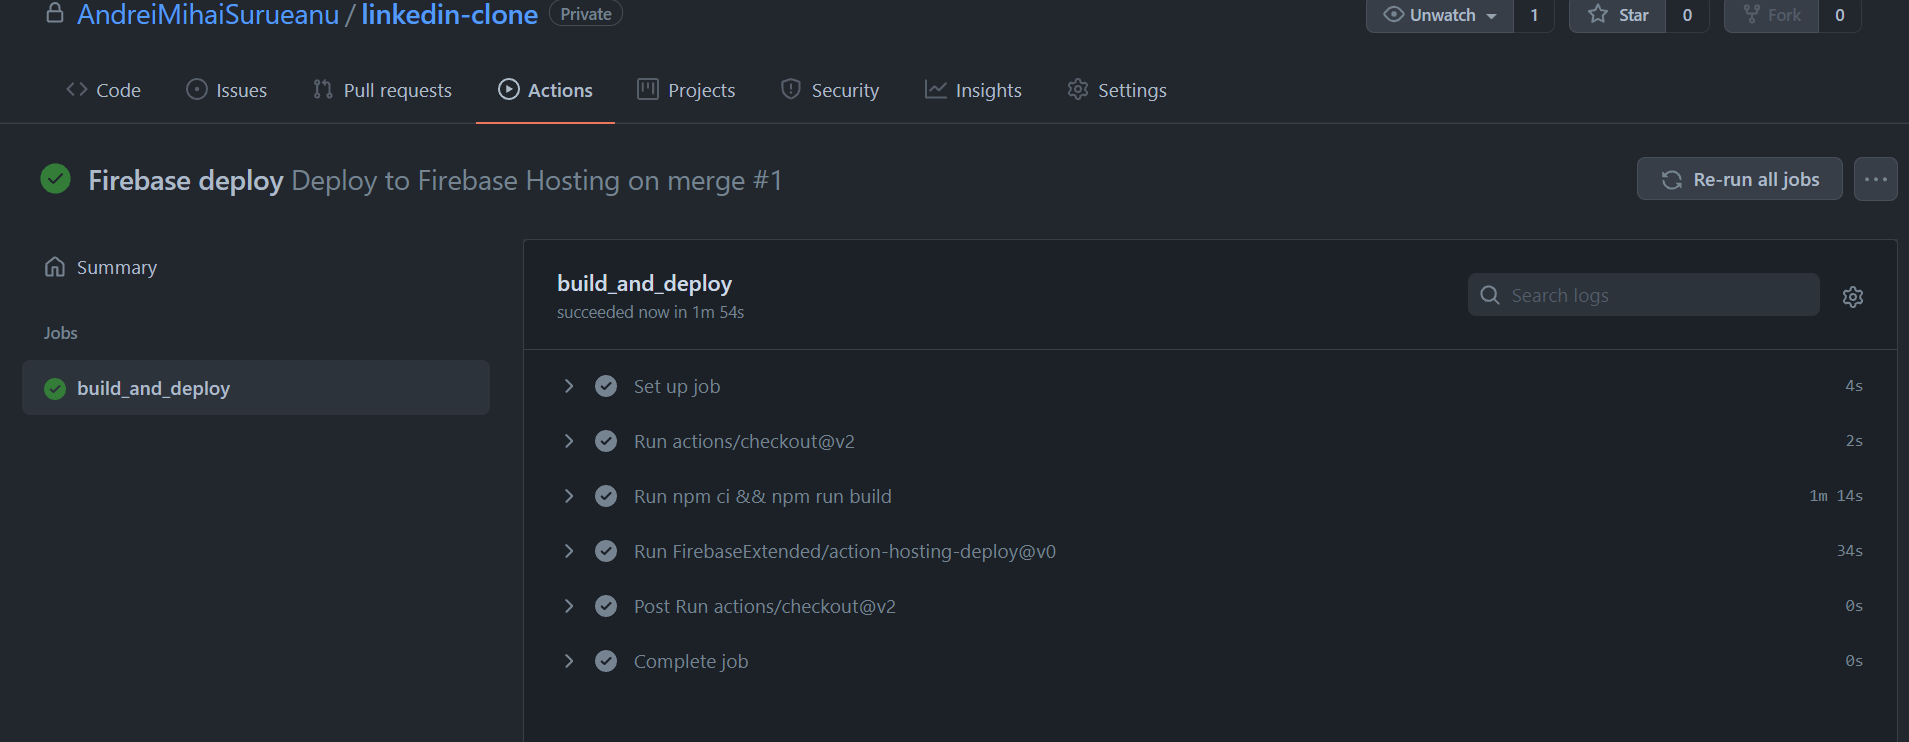 AndreiMihaiSurueanu / linkedin-clone Private Unwatch 1 Star 0 Fork 0
Code Issues Pull requests Actions Projects Security Insights Settings
Firebase deploy Deploy to Firebase Hosting on merge #1 Re-run all jobs ...
Summary
Jobs
build_and_deploy
build_and_deploy
succeeded now in 1m 54s
Search logs
Set up job 4s
Run actions/checkout@v2 2s
Run npm ci && npm run build 1m 14s
Run FirebaseExtended/action-hosting-deploy@v0 34s
Post Run actions/checkout@v2 0s
Complete job 0s